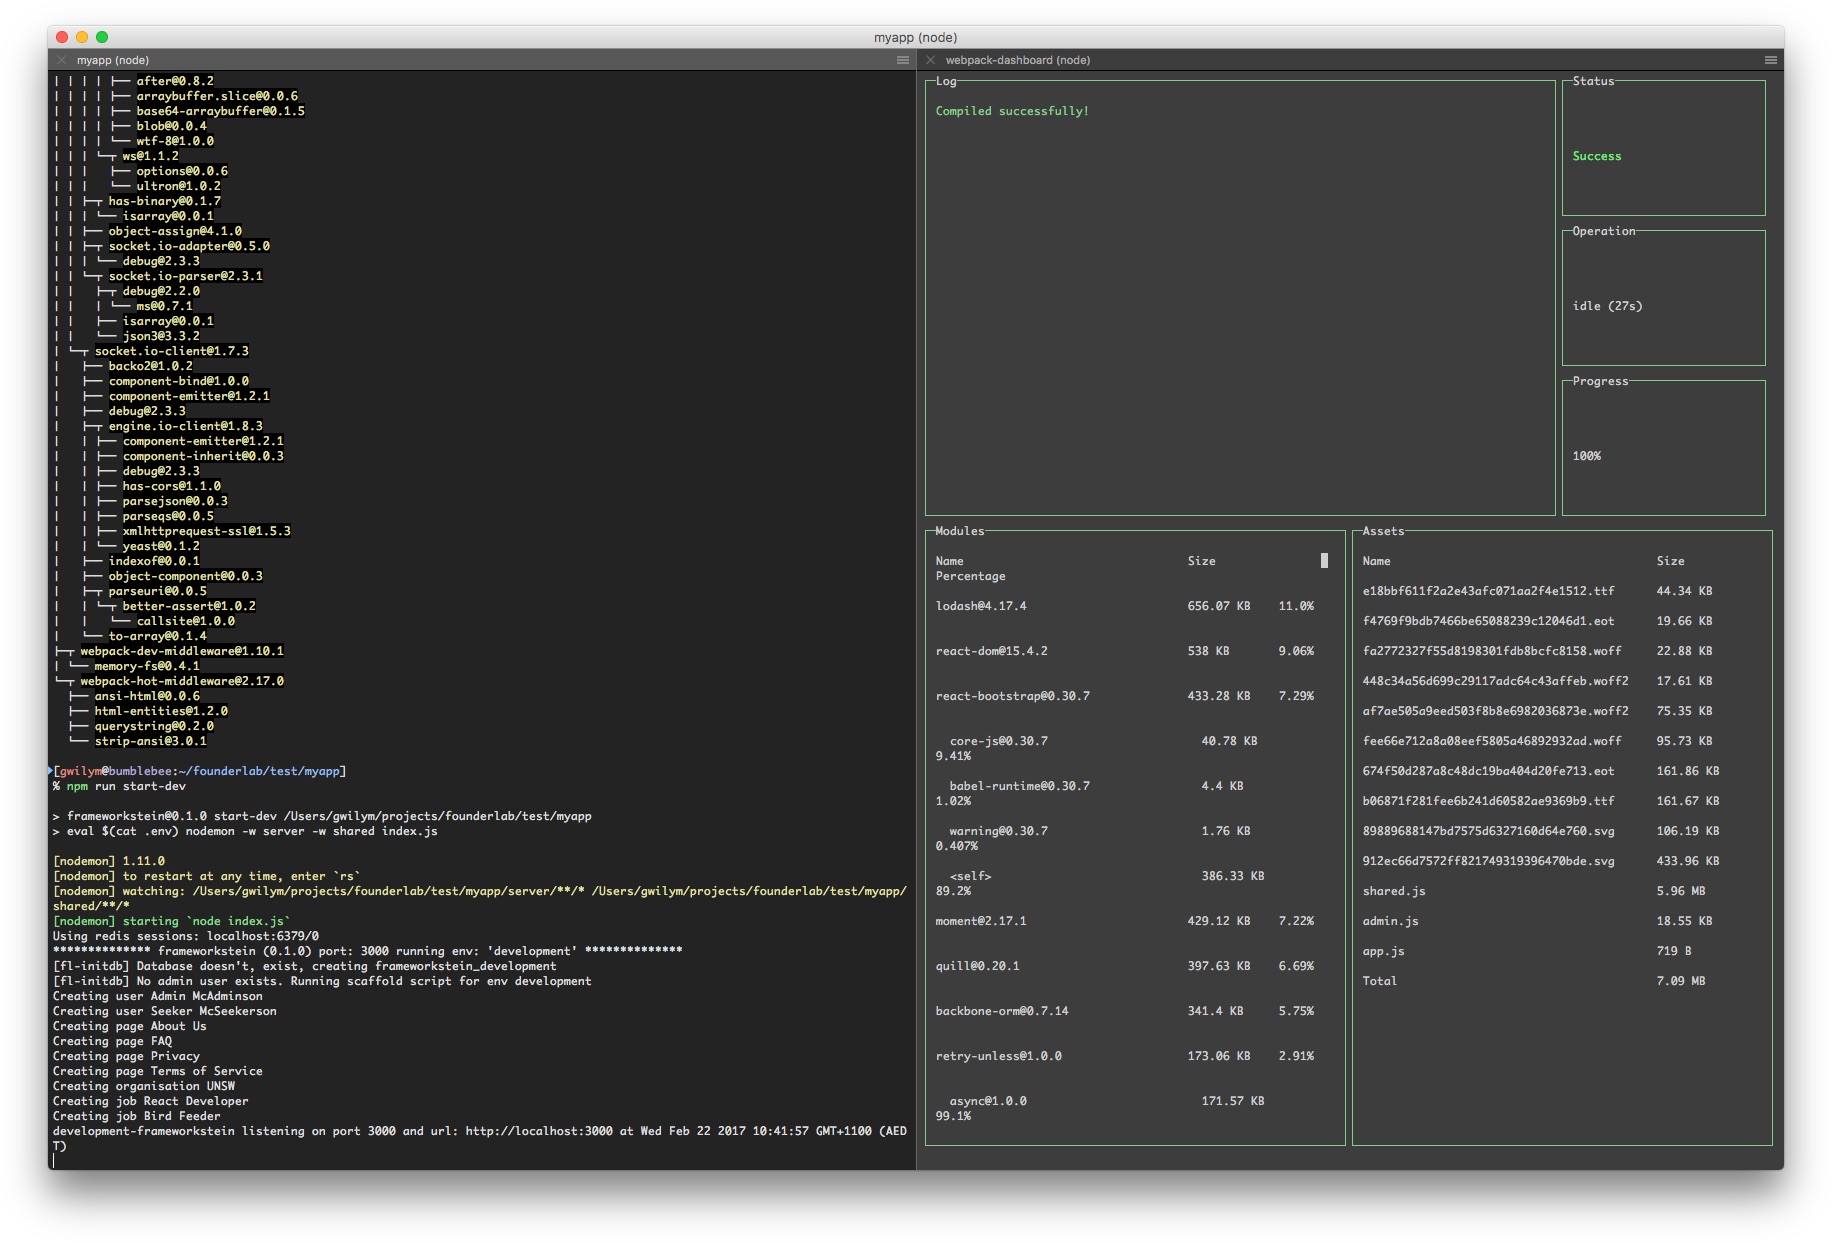 myapp (node)
myapp (node)
| | | | ├── after@0.8.2
| | | | ├── arraybuffer.slice@0.0.6
| | | | ├── base64-arraybuffer@0.1.5
| | | | ├── blob@0.0.4
| | | | └── wtf-8@1.0.0
| | | └─┬ ws@1.1.2
| | |   ├── options@0.0.6
| | |   └── ultron@1.0.2
| | ├─┬ has-binary@0.1.7
| | | └── isarray@0.0.1
| | ├── object-assign@4.1.0
| | ├─┬ socket.io-adapter@0.5.0
| | | └── debug@2.3.3
| | └─┬ socket.io-parser@2.3.1
| |   ├─┬ debug@2.2.0
| |   | └── ms@0.7.1
| |   ├── isarray@0.0.1
| |   └── json3@3.3.2
| └─┬ socket.io-client@1.7.3
|   ├── backo2@1.0.2
|   ├── component-bind@1.0.0
|   ├── component-emitter@1.2.1
|   ├── debug@2.3.3
|   ├─┬ engine.io-client@1.8.3
|   | ├── component-emitter@1.2.1
|   | ├── component-inherit@0.0.3
|   | ├── debug@2.3.3
|   | ├── has-cors@1.1.0
|   | ├── parsejson@0.0.3
|   | ├── parseqs@0.0.5
|   | ├── xmlhttprequest-ssl@1.5.3
|   | └── yeast@0.1.2
|   ├── indexof@0.0.1
|   ├── object-component@0.0.3
|   ├─┬ parseuri@0.0.5
|   | └─┬ better-assert@1.0.2
|   |   └── callsite@1.0.0
|   └── to-array@0.1.4
├─┬ webpack-dev-middleware@1.10.1
| └── memory-fs@0.4.1
└─┬ webpack-hot-middleware@2.17.0
  ├── ansi-html@0.0.6
  ├── html-entities@1.2.0
  ├── querystring@0.2.0
  └── strip-ansi@3.0.1
[gwilym@bumblebee:~/founderlab/test/myapp]
% npm run start-dev
> frameworkstein@0.1.0 start-dev /Users/gwilym/projects/founderlab/test/myapp
> eval $(cat .env) nodemon -w server -w shared index.js
[nodemon] 1.11.0
[nodemon] to restart at any time, enter `rs`
[nodemon] watching: /Users/gwilym/projects/founderlab/test/myapp/server/**/* /Users/gwilym/projects/founderlab/test/myapp/
shared/**/*
[nodemon] starting `node index.js`
Using redis sessions: localhost:6379/0
************** frameworkstein (0.1.0) port: 3000 running env: 'development' **************
[fl-initdb] Database doesn't, exist, creating frameworkstein_development
[fl-initdb] No admin user exists. Running scaffold script for env development
Creating user Admin McAdminson
Creating user Seeker McSeekerson
Creating page About Us
Creating page FAQ
Creating page Privacy
Creating page Terms of Service
Creating organisation UNSW
Creating job React Developer
Creating job Bird Feeder
development-frameworkstein listening on port 3000 and url: http://localhost:3000 at Wed Feb 22 2017 10:41:57 GMT+1100 (AED
T)
webpack-dashboard (node)
Log
Compiled successfully!
Status
Success
Operation
idle (27s)
Progress
100%
Modules
Name Size
Percentage
lodash@4.17.4 656.07 KB 11.0%
react-dom@15.4.2 538 KB 9.06%
react-bootstrap@0.30.7 433.28 KB 7.29%
core-js@0.30.7 40.78 KB
9.41%
babel-runtime@0.30.7 4.4 KB
1.02%
warning@0.30.7 1.76 KB
0.407%
<self> 386.33 KB
89.2%
moment@2.17.1 429.12 KB 7.22%
quill@0.20.1 397.63 KB 6.69%
backbone-orm@0.7.14 341.4 KB 5.75%
retry-unless@1.0.0 173.06 KB 2.91%
async@1.0.0 171.57 KB
99.1%
Assets
Name Size
e18bbf611f2a2e43afc071aa2f4e1512.ttf 44.34 KB
f4769f9bdb7466be65088239c12046d1.eot 19.66 KB
fa2772327f55d8198301fdb8bcfc8158.woff 22.88 KB
448c34a56d699c29117adc64c43affeb.woff2 17.61 KB
af7ae505a9eed503f8b8e6982036873e.woff2 75.35 KB
fee66e712a8a08eef5805a46892932ad.woff 95.73 KB
674f50d287a8c48dc19ba404d20fe713.eot 161.86 KB
b06871f281fee6b241d60582ae9369b9.ttf 161.67 KB
89889688147bd7575d6327160d64e760.svg 106.19 KB
912ec66d7572ff821749319396470bde.svg 433.96 KB
shared.js 5.96 MB
admin.js 18.55 KB
app.js 719 B
Total 7.09 MB